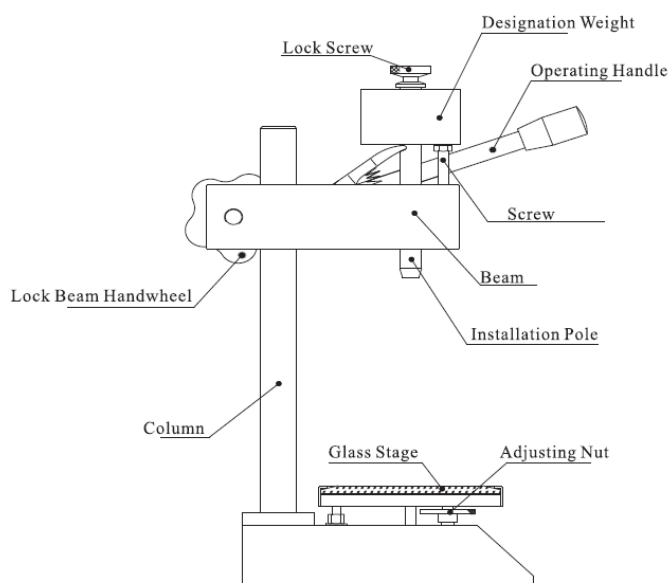 Designation Weight
Lock Screw
Operating Handle
Screw
Beam
Lock Beam Handwheel
Installation Pole
Column
Glass Stage
Adjusting Nut